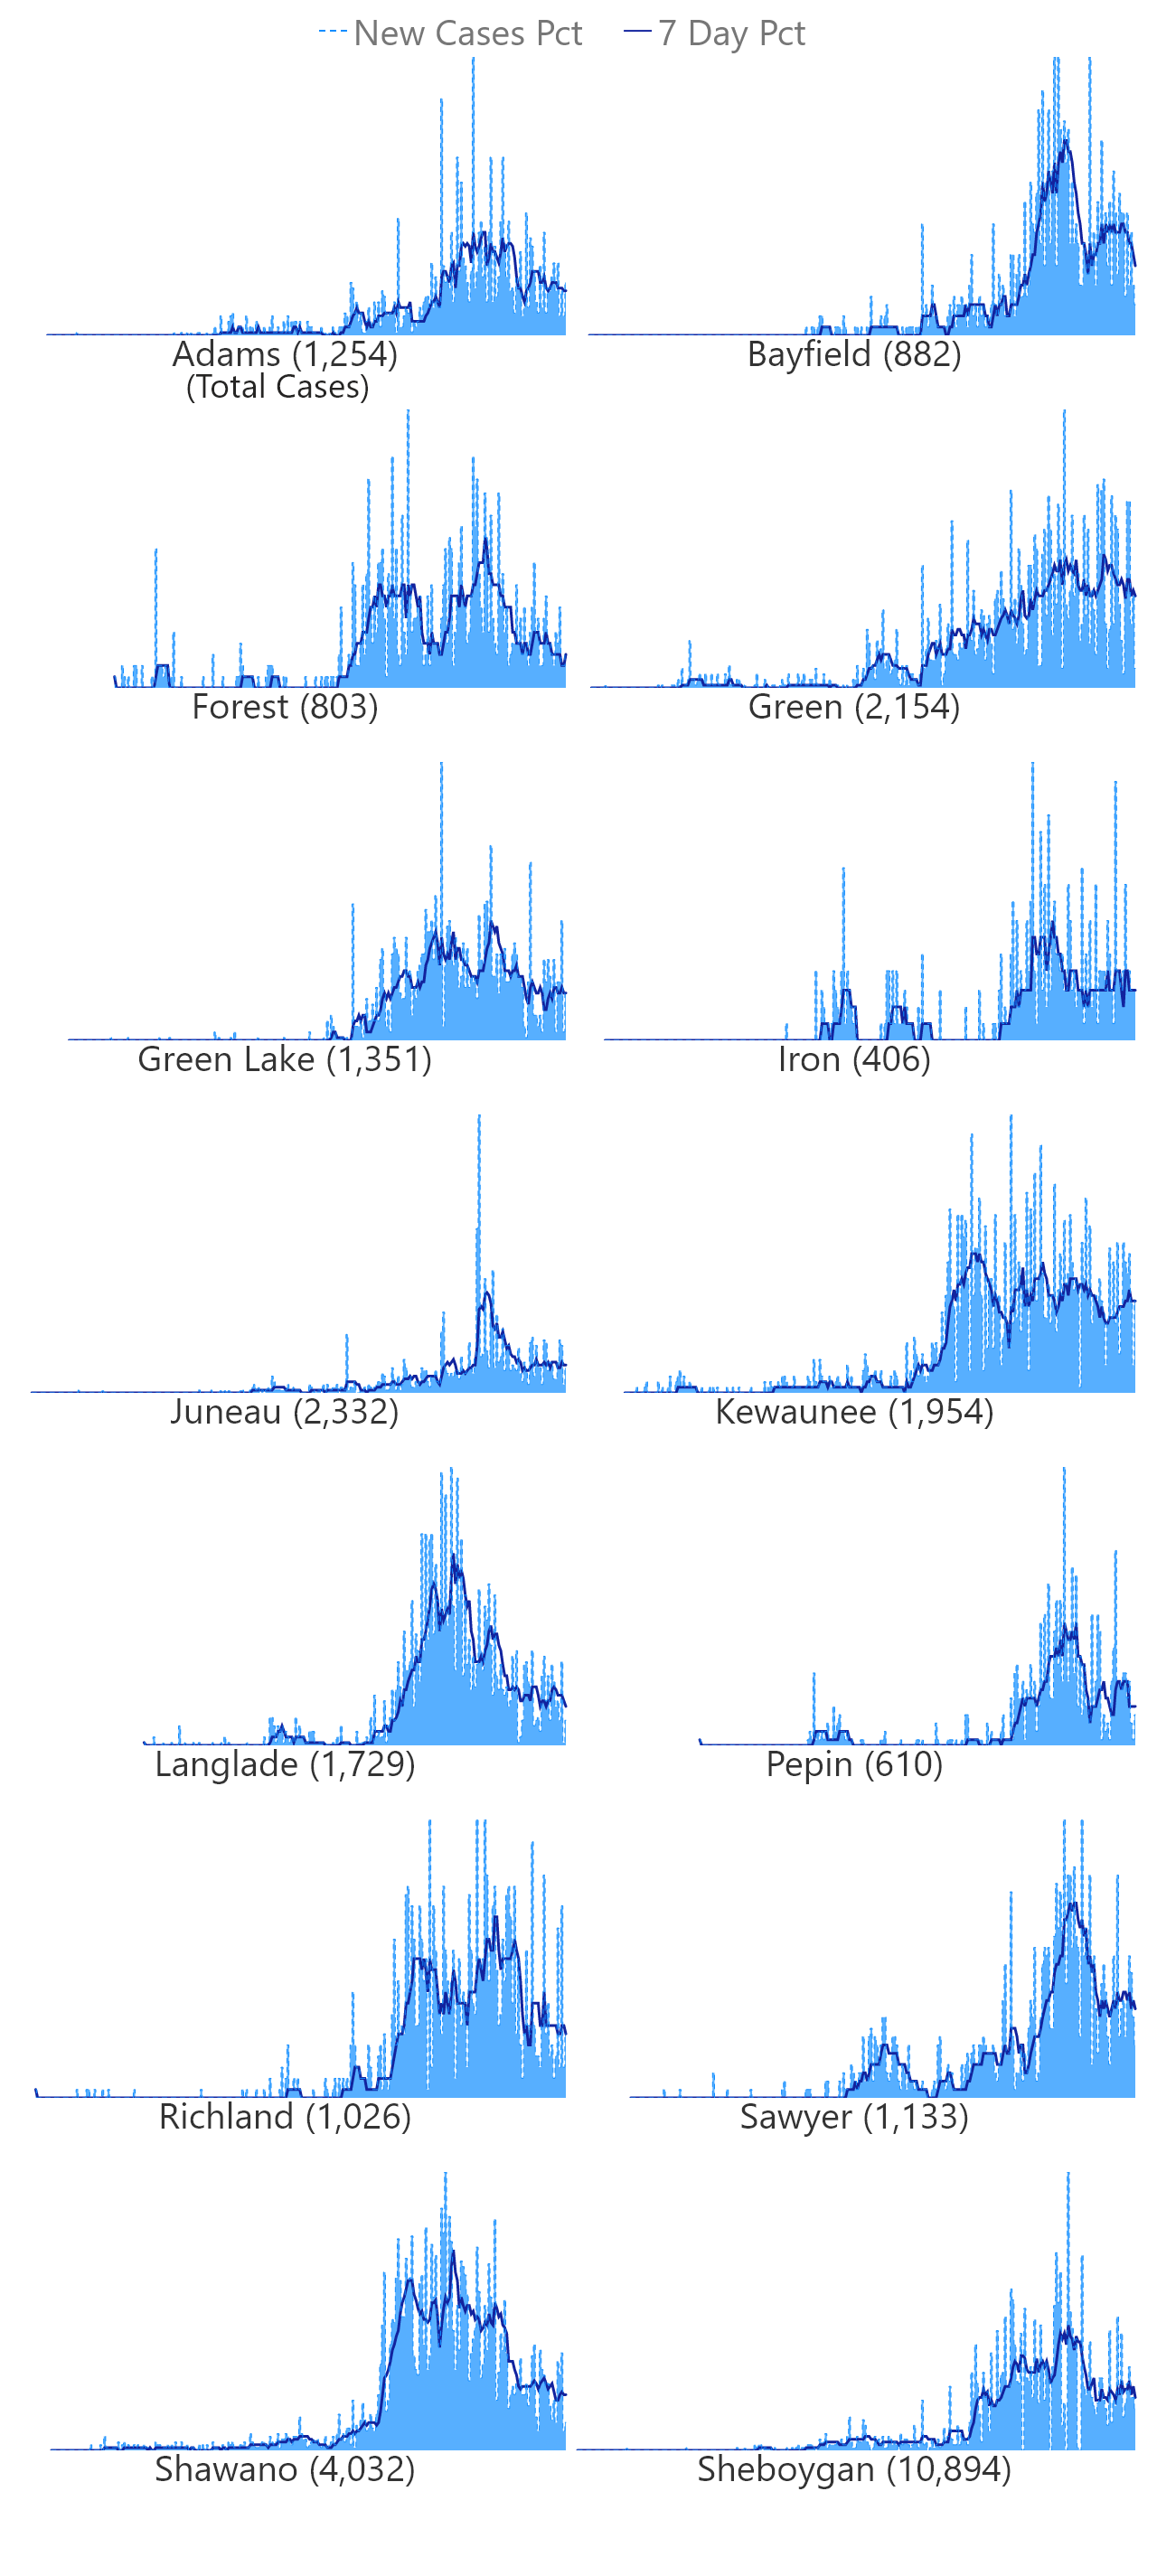 New Cases Pct 7 Day Pct
Adams (1,254) Bayfield (882)
(Total Cases)
Forest (803) Green (2,154)
Green Lake (1,351) Iron (406)
Juneau (2,332) Kewaunee (1,954)
Langlade (1,729) Pepin (610)
Richland (1,026) Sawyer (1,133)
Shawano (4,032) Sheboygan (10,894)